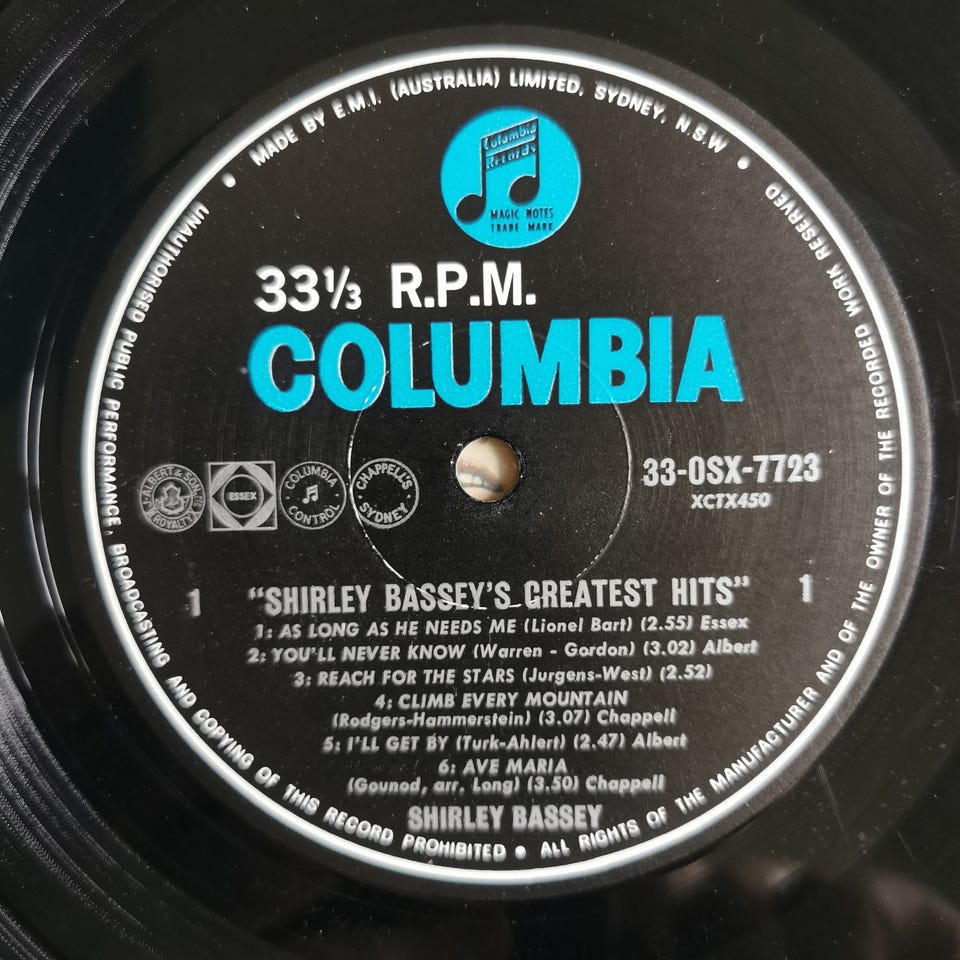 MADE BY E.M.I. (AUSTRALIA) LIMITED, SYDNEY, N.S.W
Columbia
Records
MAGIC NOTES
TRADE MARK
33⅓ R.P.M.
COLUMBIA
J. ALBERT & SON
ROYALTY
ESSEX
COLUMBIA
CONTROL
CHAPPELL'S
SYDNEY
33-OSX-7723
XCTX450
1 "SHIRLEY BASSEY'S GREATEST HITS" 1
1: AS LONG AS HE NEEDS ME (Lionel Bart) (2.55) Essex
2: YOU'LL NEVER KNOW (Warren - Gordon) (3.02) Albert
3: REACH FOR THE STARS (Jurgens-West) (2.52)
4: CLIMB EVERY MOUNTAIN
(Rodgers-Hammerstein) (3.07) Chappell
5: I'LL GET BY (Turk-Ahlert) (2.47) Albert
6: AVE MARIA
(Gounod, arr, Long) (3.50) Chappell
SHIRLEY BASSEY
UNAUTHORISED PUBLIC PERFORMANCE, BROADCASTING AND COPYING OF THIS RECORD PROHIBITED • ALL RIGHTS OF THE MANUFACTURER AND OF THE OWNER OF THE RECORDED WORK RESERVED